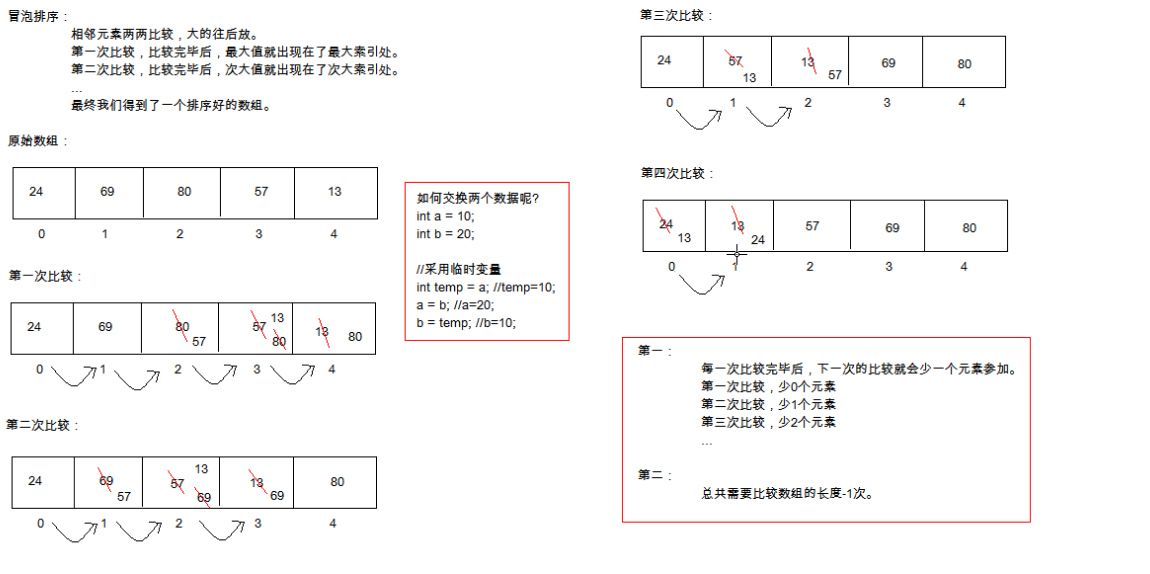 冒泡排序：
相邻元素两两比较，大的往后放。
第一次比较，比较完毕后，最大值就出现在了最大索引处。
第二次比较，比较完毕后，次大值就出现在了次大索引处。
...
最终我们得到了一个排序好的数组。
原始数组：
24 69 80 57 13
0 1 2 3 4
第一次比较：
24 69 80 57 57 13 80 13 80
0 1 2 3 4
第二次比较：
24 69 57 57 13 69 13 69 80
0 1 2 3 4
如何交换两个数据呢?
int a = 10;
int b = 20;
//采用临时变量
int temp = a; //temp=10;
a = b; //a=20;
b = temp; //b=10;
第三次比较：
24 57 13 13 57 69 80
0 1 2 3 4
第四次比较：
24 13 13 24 57 69 80
0 1 2 3 4
第一：
每一次比较完毕后，下一次的比较就会少一个元素参加。
第一次比较，少0个元素
第二次比较，少1个元素
第三次比较，少2个元素
...
第二：
总共需要比较数组的长度-1次。